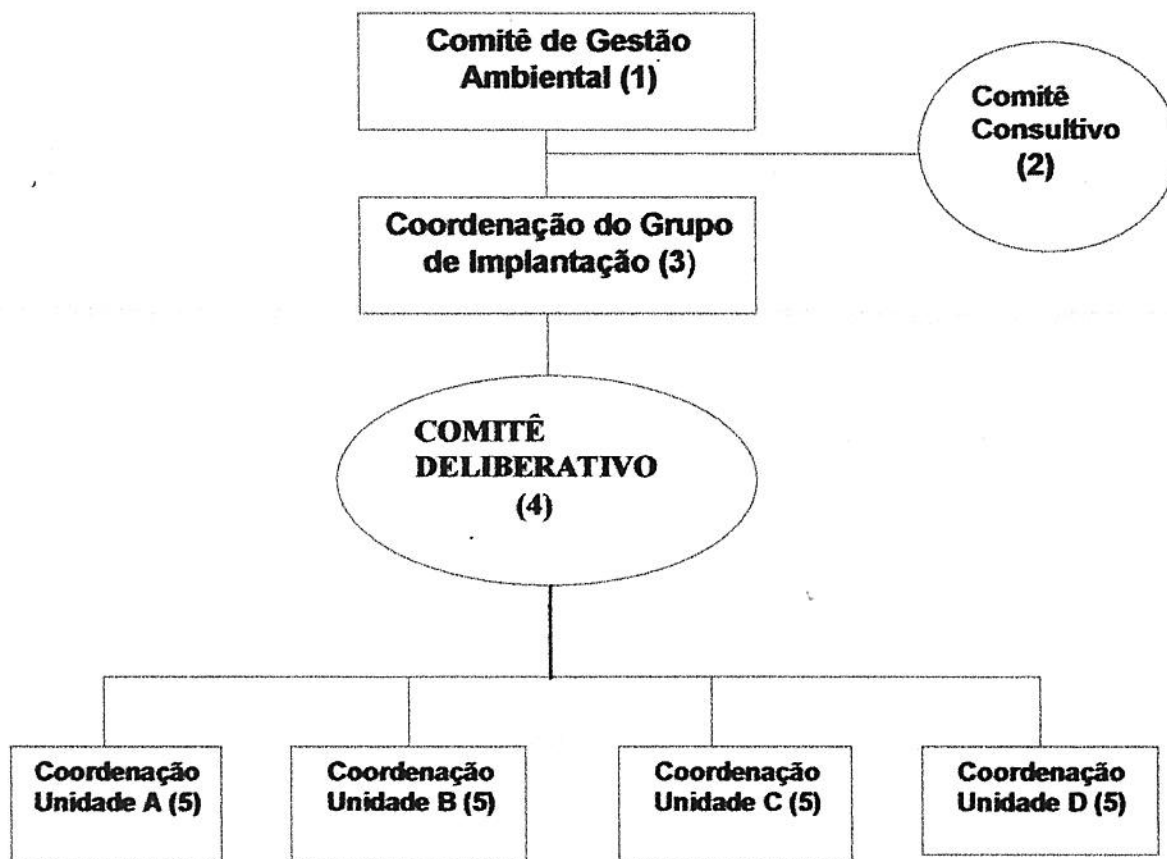 Comitê de Gestão
Ambiental (1)
Comitê
Consultivo
(2)
Coordenação do Grupo
de Implantação (3)
COMITÊ
DELIBERATIVO
(4)
Coordenação
Unidade A (5)
Coordenação
Unidade B (5)
Coordenação
Unidade C (5)
Coordenação
Unidade D (5)